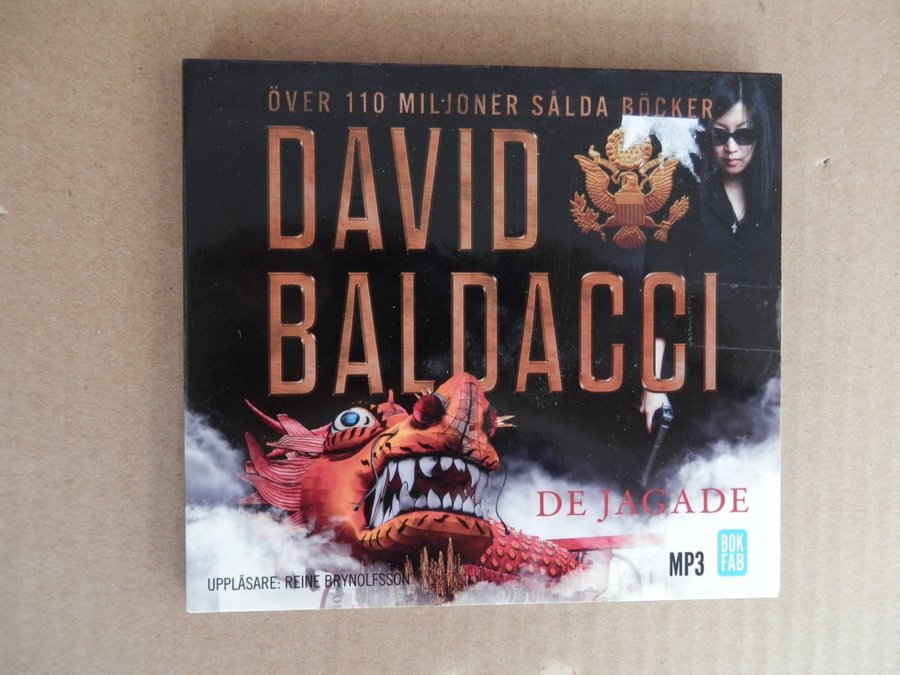 ÖVER 110 MILJONER SÅLDA BÖCKER
DAVID
BALDACCI
DE JAGADE
MP3
BOK
FAB
UPPLÄSARE: REINE BRYNOLFSSON